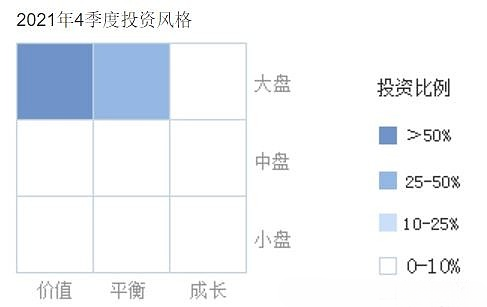 2021年4季度投资风格
大盘
中盘
小盘
价值 平衡 成长
投资比例
>50%
25-50%
10-25%
0-10%